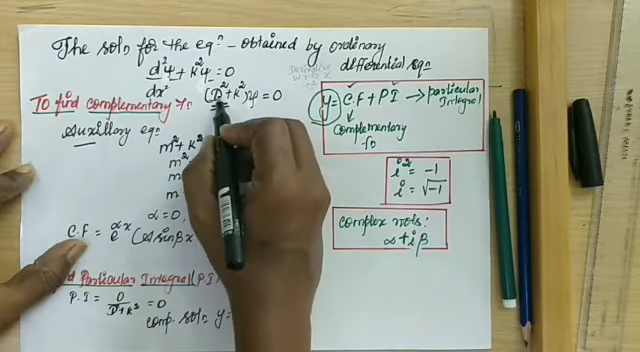 The soln for the eqn - obtained by ordinary
differential eqn
d²ψ/dx² + k²ψ = 0
(D²+k²)ψ = 0
To find complementary fn
Auxillary eqn
m²+k²
m²
m
m
α = 0,
C.F = e^αx (cosinβx
Particular Integral (P.I)
P.I = 0/D²+k² = 0
comp. soln y =
y = C.F + P I → particular
Integral
↓
complementary
fn
i² = -1
i = √-1
complex roots:
α + iβ